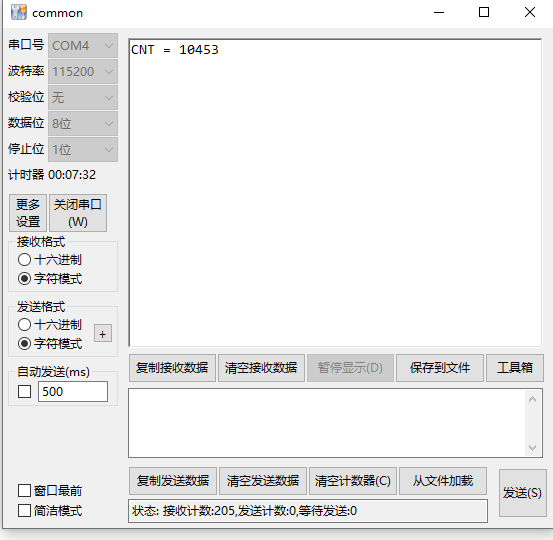 common
串口号 COM4
波特率 115200
校验位 无
数据位 8位
停止位 1位
计时器 00:07:32
更多
设置
关闭串口
(W)
接收格式
十六进制
字符模式
发送格式
十六进制
字符模式
+
自动发送(ms)
500
窗口最前
简洁模式
CNT = 10453
复制接收数据 清空接收数据 暂停显示(D) 保存到文件 工具箱
复制发送数据 清空发送数据 清空计数器(C) 从文件加载
发送(S)
状态: 接收计数:205,发送计数:0,等待发送:0